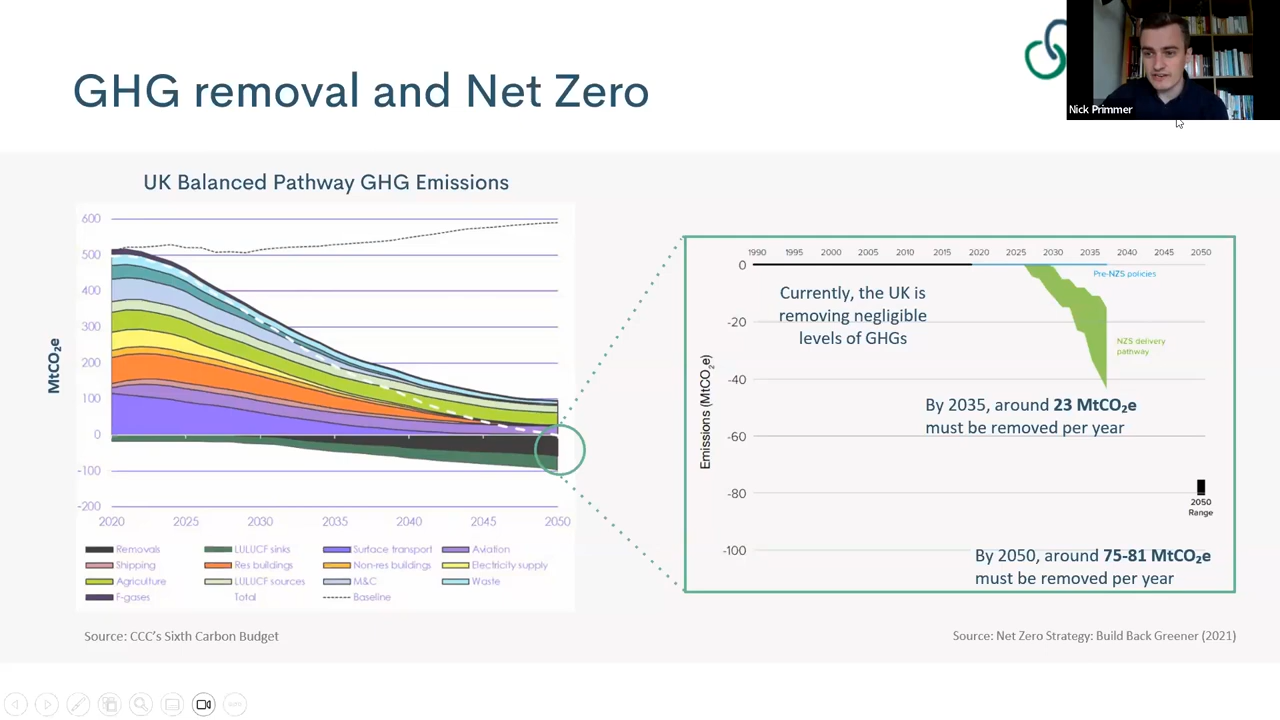 GHG removal and Net Zero
Nick Primmer
UK Balanced Pathway GHG Emissions
MtCO₂e
600
500
400
300
200
100
0
-100
-200
2020 2025 2030 2035 2040 2045 2050
Removals LULUCF sinks Surface transport Aviation
Shipping Res buildings Non-res buildings Electricity supply
Agriculture LULUCF sources M&C Waste
F-gases Total Baseline
Source: CCC's Sixth Carbon Budget
1990 1995 2000 2005 2010 2015 2020 2025 2030 2035 2040 2045 2050
Emissions (MtCO₂e)
0
-20
-40
-60
-80
-100
Pre-NZS policies
Currently, the UK is
removing negligible
levels of GHGs
NZS delivery
pathway
By 2035, around 23 MtCO₂e
must be removed per year
2050
Range
By 2050, around 75-81 MtCO₂e
must be removed per year
Source: Net Zero Strategy: Build Back Greener (2021)